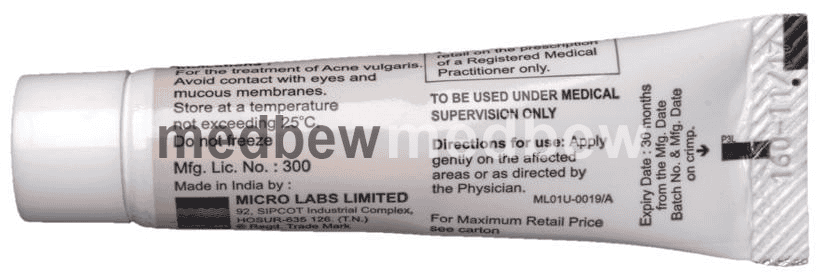 For the treatment of Acne vulgaris.
Avoid contact with eyes and
mucous membranes.
Store at a temperature
not exceeding 25°C.
Do not freeze
Mfg. Lic. No. : 300
Made in India by :
MICRO LABS LIMITED
92, SIPCOT Industrial Complex,
HOSUR-635 126. (T.N.)
® Regd. Trade Mark
retail on the prescription
of a Registered Medical
Practitioner only.
TO BE USED UNDER MEDICAL
SUPERVISION ONLY
Directions for use: Apply
gently on the affected
areas or as directed by
the Physician.
ML01U-0019/A
For Maximum Retail Price
see carton
Expiry Date : 30 months
from the Mfg. Date
Batch No. & Mfg. Date
on crimp.
P3L
medbew medbew